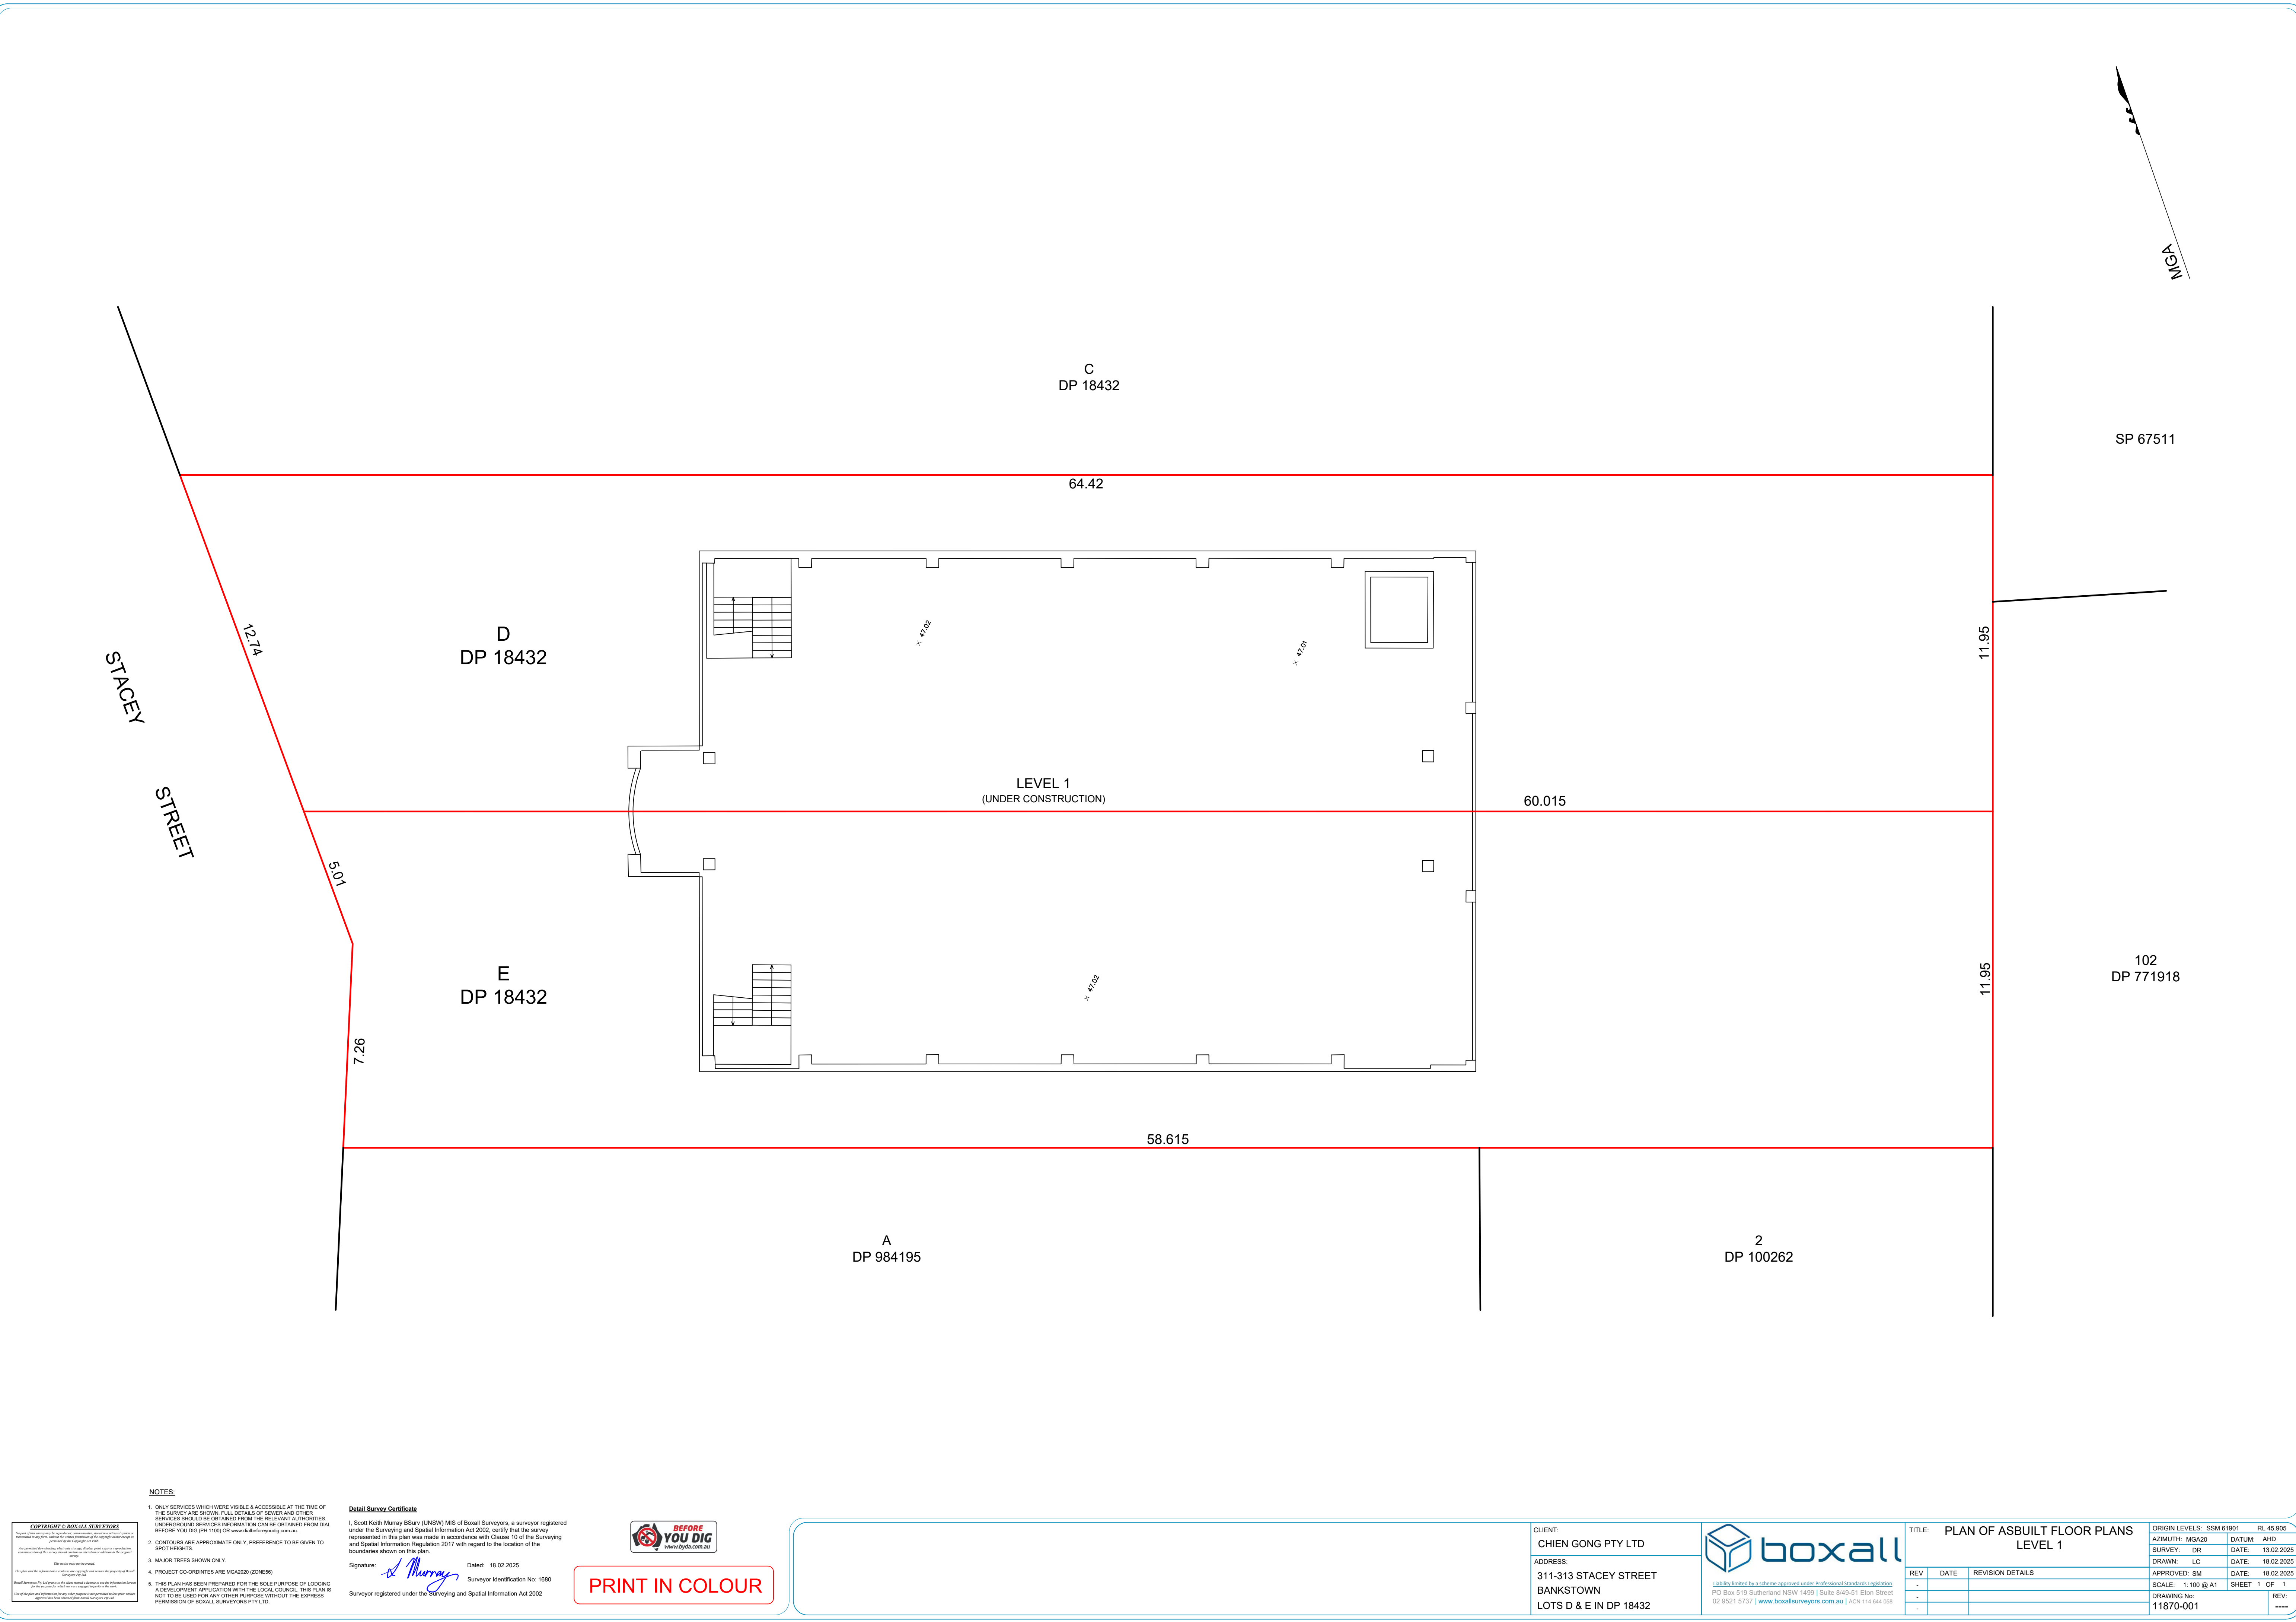 MGA
C
DP 18432
SP 67511
64.42
12.74
D
DP 18432
47.02
47.01
11.95
STACEY
STREET
LEVEL 1
(UNDER CONSTRUCTION)
60.015
5.01
E
DP 18432
47.02
11.95
102
DP 771918
7.26
58.615
A
DP 984195
2
DP 100262
NOTES:
1. ONLY SERVICES WHICH WERE VISIBLE & ACCESSIBLE AT THE TIME OF
THE SURVEY ARE SHOWN. FULL DETAILS OF SEWER AND OTHER
SERVICES SHOULD BE OBTAINED FROM THE RELEVANT AUTHORITIES.
UNDERGROUND SERVICES INFORMATION CAN BE OBTAINED FROM DIAL
BEFORE YOU DIG (PH 1100) OR www.dialbeforeyoudig.com.au
2. CONTOURS ARE APPROXIMATE ONLY, PREFERENCE TO BE GIVEN TO
SPOT HEIGHTS.
3. MAJOR TREES SHOWN ONLY.
4. PROJECT CO-ORDINTES ARE MGA2020 (ZONE56)
5. THIS PLAN HAS BEEN PREPARED FOR THE SOLE PURPOSE OF LODGING
A DEVELOPMENT APPLICATION WITH THE LOCAL COUNCIL. THIS PLAN IS
NOT TO BE USED FOR ANY OTHER PURPOSE WITHOUT THE EXPRESS
PERMISSION OF BOXALL SURVEYORS PTY LTD.
COPYRIGHT © BOXALL SURVEYORS
This notice must not be erased
Detail Survey Certificate
I, Scott Keith Murray BSurv (UNSW) MIS of Boxall Surveyors, a surveyor registered
under the Surveying and Spatial Information Act 2002, certify that the survey
represented in this plan was made in accordance with Clause 10 of the Surveying
and Spatial Information Regulation 2017 with regard to the location of the
boundaries shown on this plan.
Signature: S Murray Dated: 18.02.2025
Surveyor Identification No: 1680
Surveyor registered under the Surveying and Spatial Information Act 2002
BEFORE
YOU DIG
www.byda.com.au
PRINT IN COLOUR
CLIENT:
CHIEN GONG PTY LTD
ADDRESS:
311-313 STACEY STREET
BANKSTOWN
LOTS D & E IN DP 18432
boxall
Liability limited by a scheme approved under Professional Standards Legislation
PO Box 519 Sutherland NSW 1499 | Suite 8/49-51 Eton Street
02 9521 5737 | www.boxallsurveyors.com.au | ACN 114 644 058
TITLE: PLAN OF ASBUILT FLOOR PLANS
LEVEL 1
REV DATE REVISION DETAILS
-
-
-
ORIGIN LEVELS: SSM 61901 RL 45.905
AZIMUTH: MGA20 DATUM: AHD
SURVEY: DR DATE: 13.02.2025
DRAWN: LC DATE: 18.02.2025
APPROVED: SM DATE: 18.02.2025
SCALE: 1:100 @ A1 SHEET 1 OF 1
DRAWING No: REV:
11870-001 ----